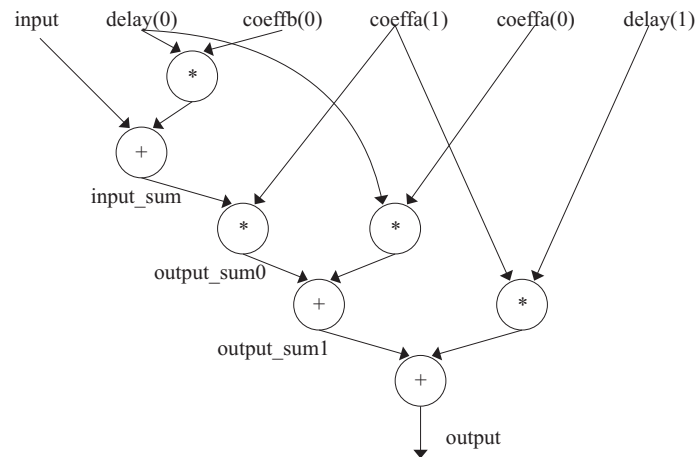 input delay(0) coeffb(0) coeffa(1) coeffa(0) delay(1)
*
+
input_sum
* *
output_sum0
+ *
output_sum1
+
output